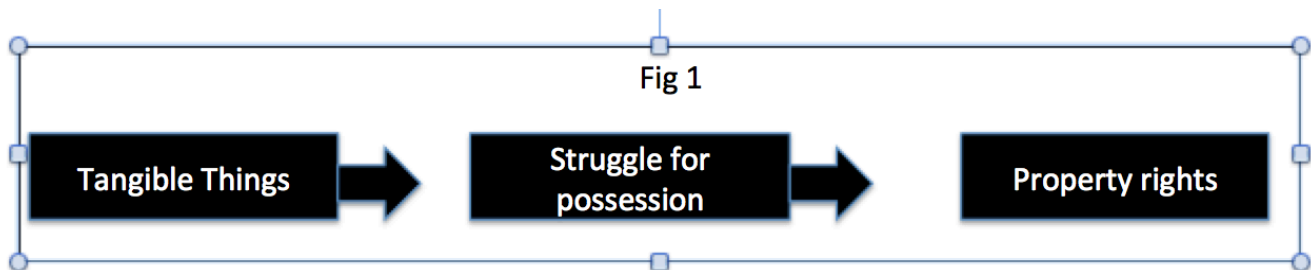 Fig 1
Tangible Things
Struggle for
possession
Property rights